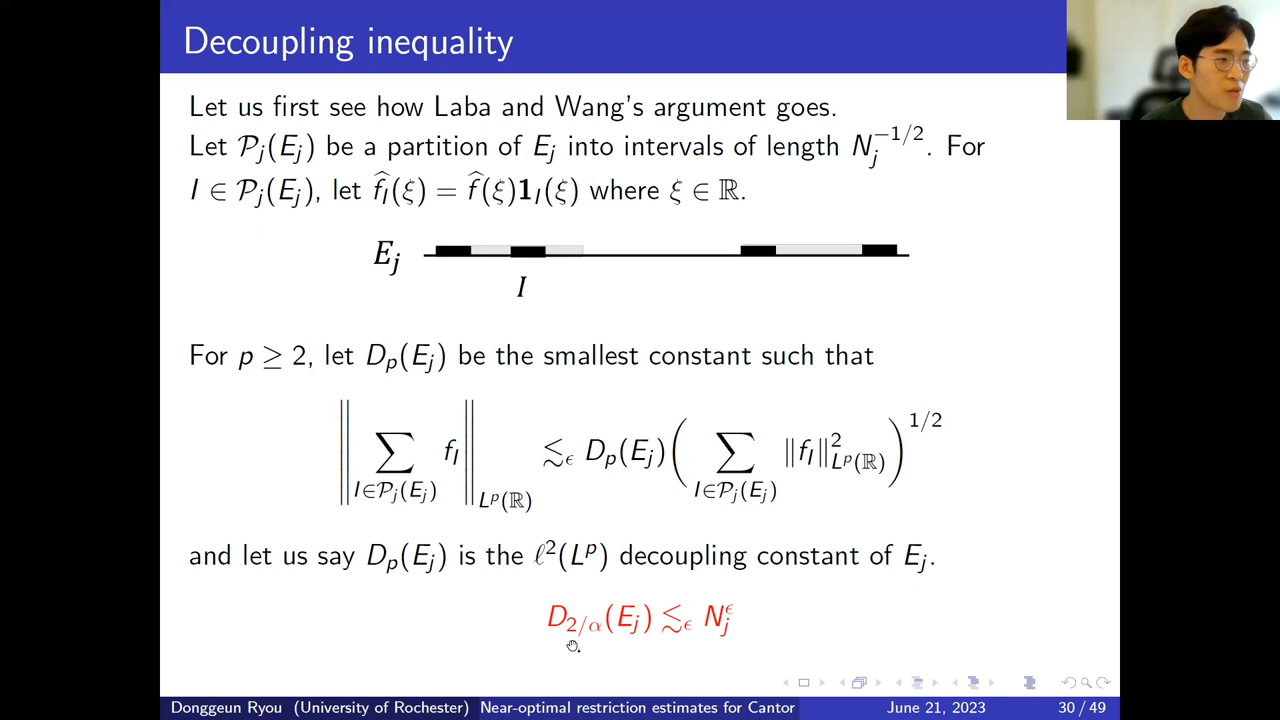 Decoupling inequality
Let us first see how Laba and Wang's argument goes.
Let 𝒫_j(E_j) be a partition of E_j into intervals of length N_j^{-1/2}. For
I ∈ 𝒫_j(E_j), let \hat{f}_I(ξ) = \hat{f}(ξ)𝟏_I(ξ) where ξ ∈ ℝ.
E_j
I
For p ≥ 2, let D_p(E_j) be the smallest constant such that
‖∑_{I∈𝒫_j(E_j)} f_I‖_{L^p(ℝ)} ≲_ϵ D_p(E_j)(∑_{I∈𝒫_j(E_j)} ‖f_I‖²_{L^p(ℝ)})^{1/2}
and let us say D_p(E_j) is the ℓ²(L^p) decoupling constant of E_j.
D_{2/α}(E_j) ≲_ϵ N_j^ϵ
Donggeun Ryou (University of Rochester) Near-optimal restriction estimates for Cantor June 21, 2023 30 / 49